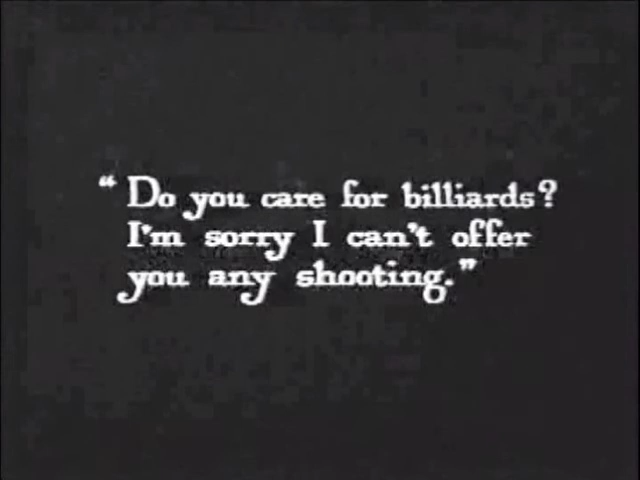 “Do you care for billiards?
I'm sorry I can't offer
you any shooting.”